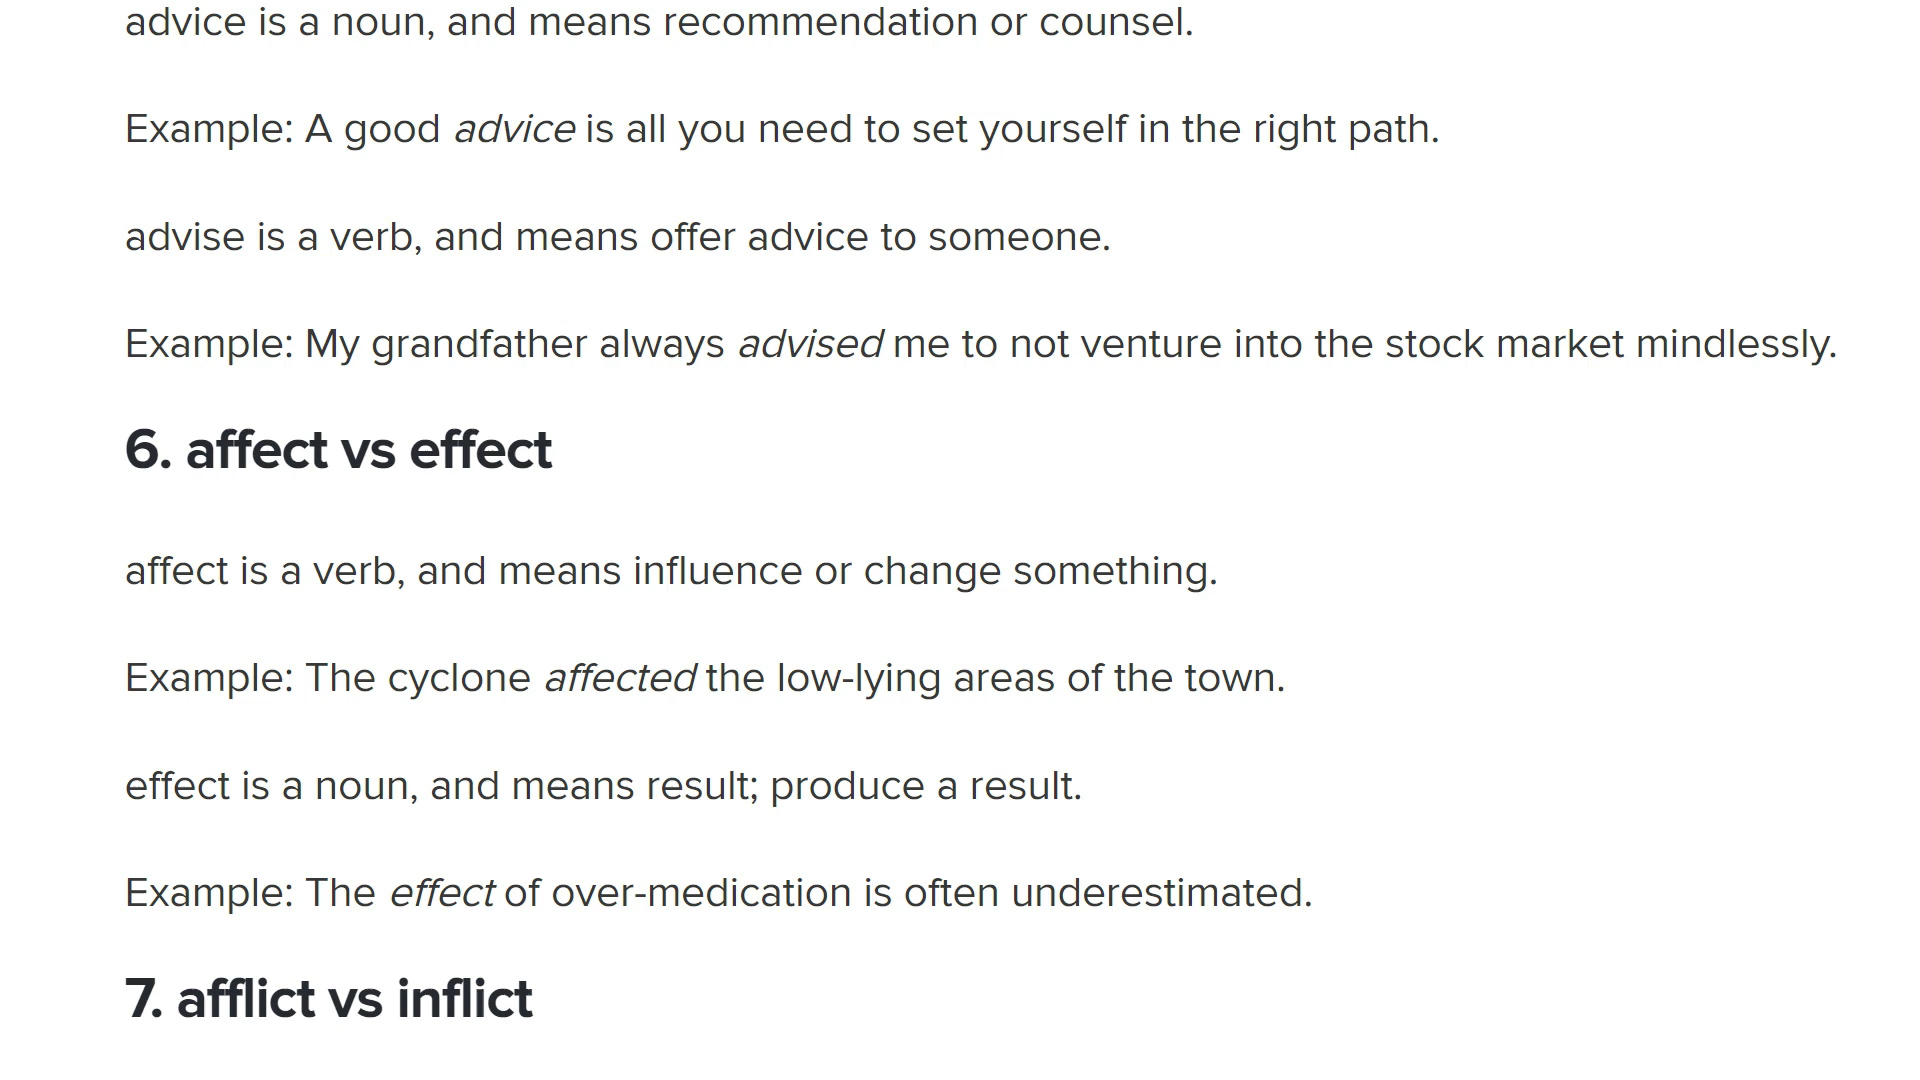 advice is a noun, and means recommendation or counsel.
Example: A good advice is all you need to set yourself in the right path.
advise is a verb, and means offer advice to someone.
Example: My grandfather always advised me to not venture into the stock market mindlessly.
6. affect vs effect
affect is a verb, and means influence or change something.
Example: The cyclone affected the low-lying areas of the town.
effect is a noun, and means result; produce a result.
Example: The effect of over-medication is often underestimated.
7. afflict vs inflict